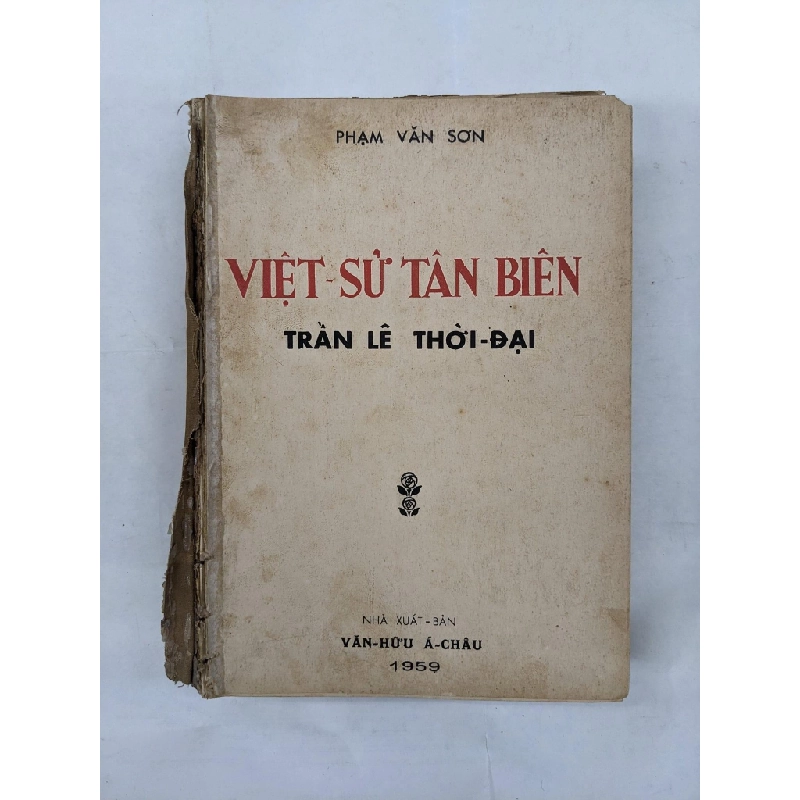 PHẠM VĂN SƠN
VIỆT-SỬ TÂN BIÊN
TRẦN LÊ THỜI-ĐẠI
NHÀ XUẤT-BẢN
VĂN-HỮU Á-CHÂU
1959